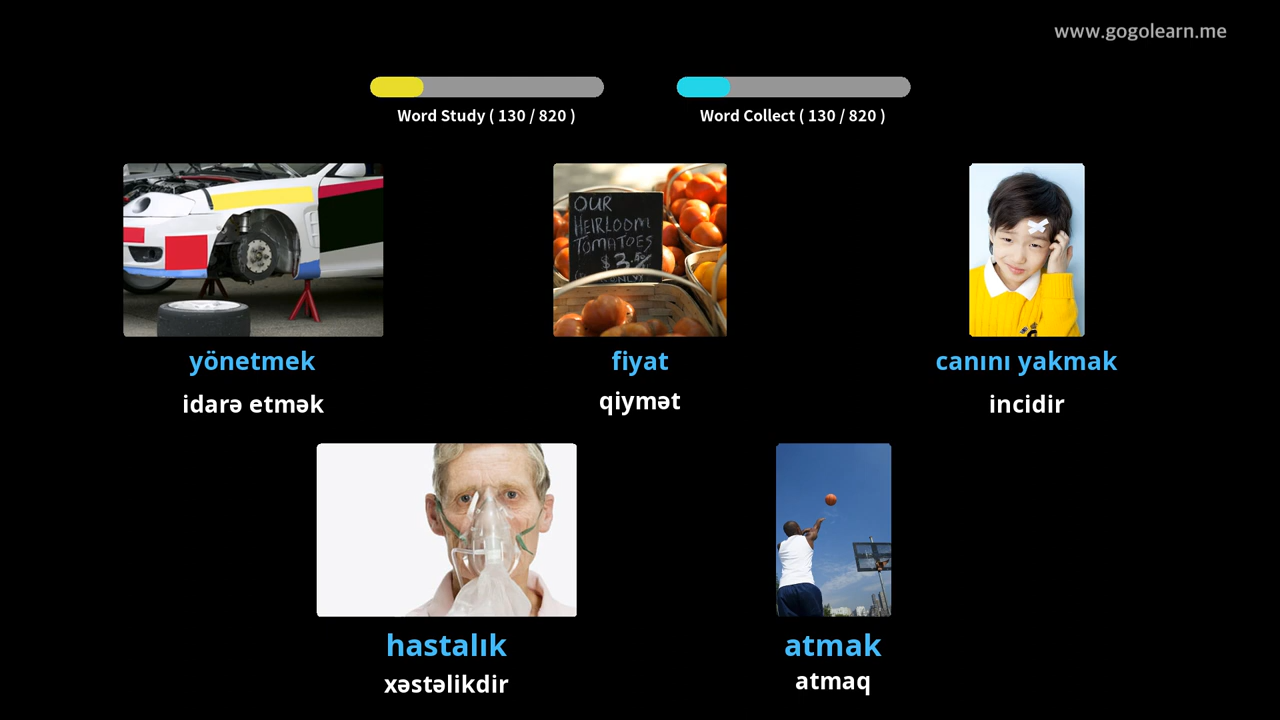 www.gogolearn.me
Word Study ( 130 / 820 )
Word Collect ( 130 / 820 )
OUR
HEIRLOOM
TOMATOES
yönetmek
fiyat
canını yakmak
idarə etmək
qiymət
incidir
hastalık
atmak
xəstəlikdir
atmaq